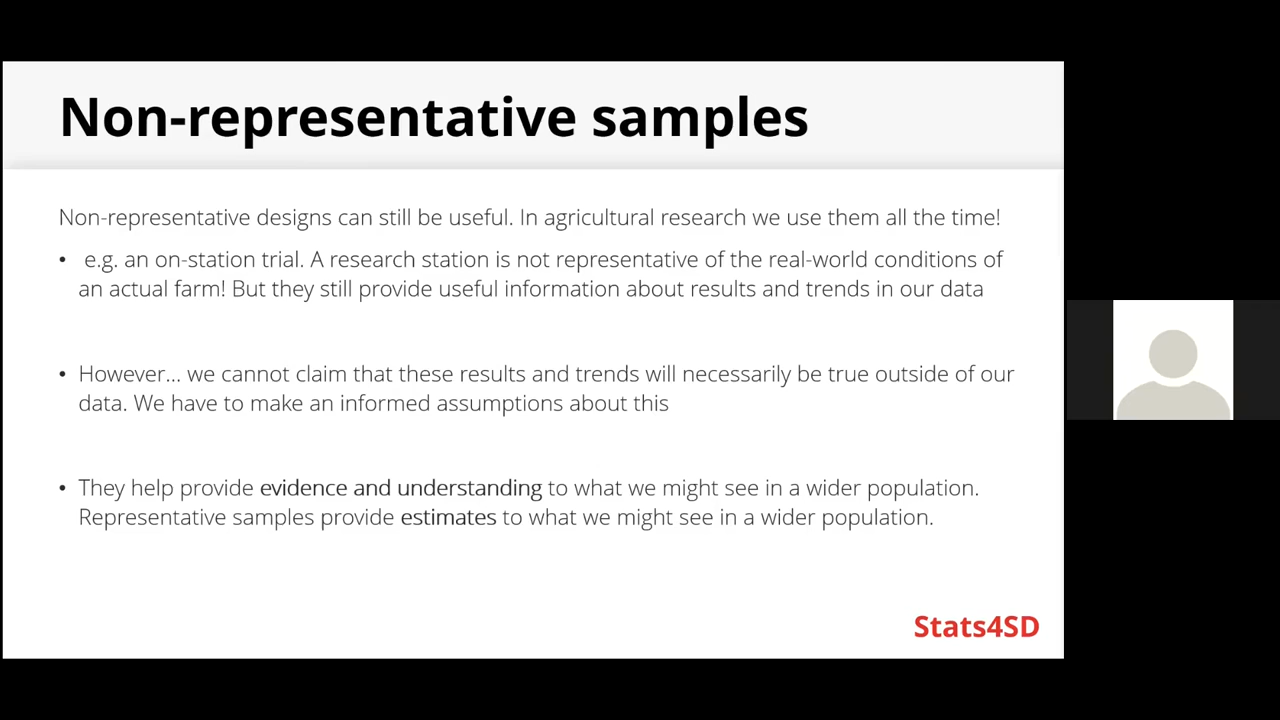 Non-representative samples
Non-representative designs can still be useful. In agricultural research we use them all the time!
• e.g. an on-station trial. A research station is not representative of the real-world conditions of
an actual farm! But they still provide useful information about results and trends in our data
• However... we cannot claim that these results and trends will necessarily be true outside of our
data. We have to make an informed assumptions about this
• They help provide evidence and understanding to what we might see in a wider population.
Representative samples provide estimates to what we might see in a wider population.
Stats4SD